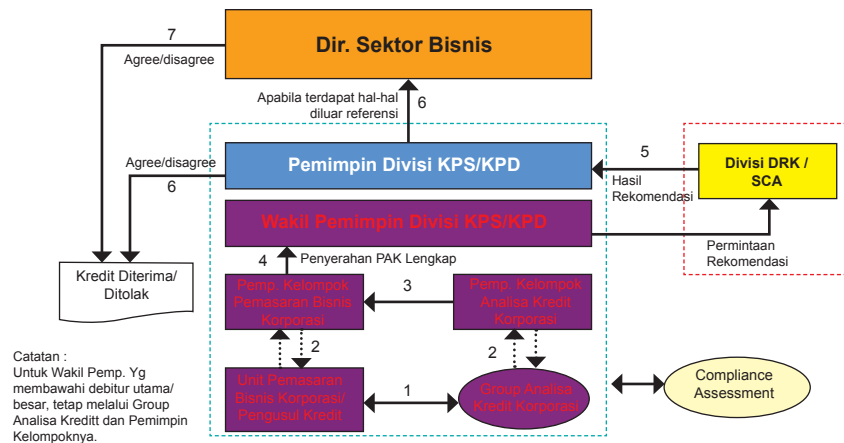 7
Agree/disagree
Dir. Sektor Bisnis
Apabila terdapat hal-hal
diluar referensi
6
Agree/disagree
6
Pemimpin Divisi KPS/KPD
5
Hasil
Rekomendasi
Divisi DRK /
SCA
Wakil Pemimpin Divisi KPS/KPD
Permintaan
Rekomendasi
4
Penyerahan PAK Lengkap
Kredit Diterima/
Ditolak
Pemp. Kelompok
Pemasaran Bisnis
Korporasi
3
Pemp. Kelompok
Analisa Kredit
Korporasi
2
2
Unit Pemasaran
Bisnis Korporasi/
Pengusul Kredit
1
Group Analisa
Kredit Korporasi
Compliance
Assessment
Catatan :
Untuk Wakil Pemp. Yg
membawahi debitur utama/
besar, tetap melalui Group
Analisa Kreditt dan Pemimpin
Kelompoknya.